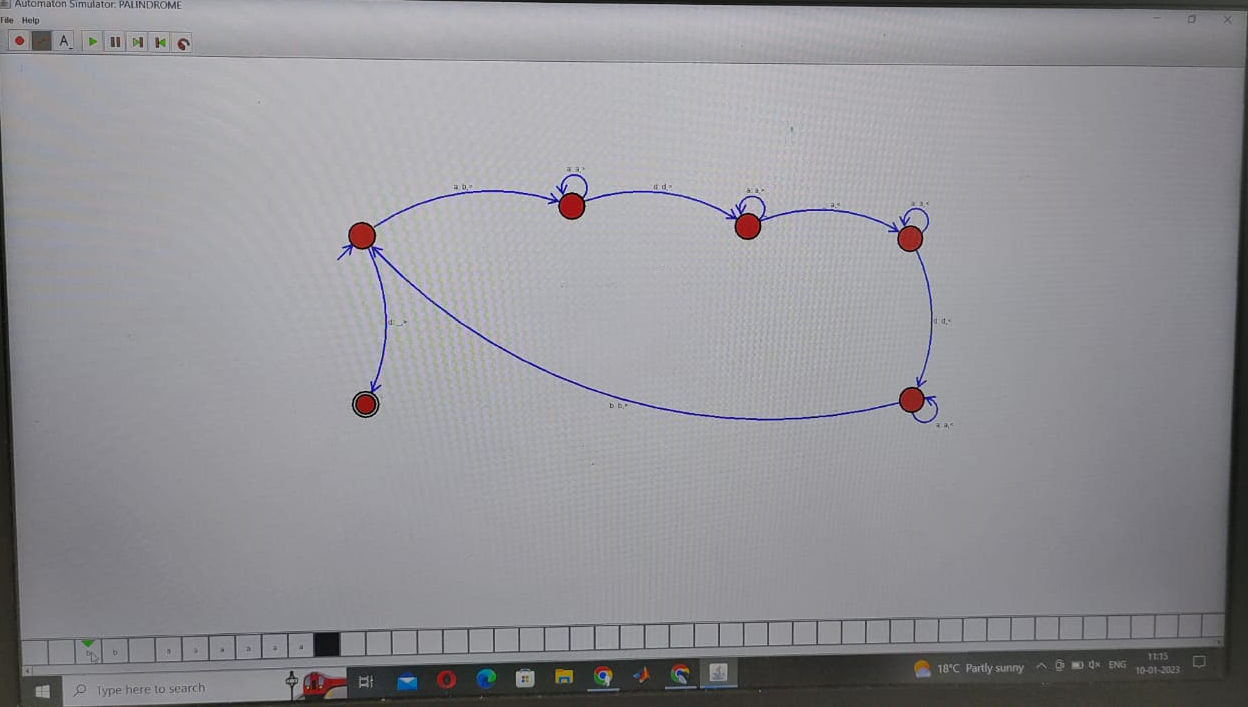 Automaton Simulator: PALINDROME
File Help
A
a a,<
a b,>
d d,>
a a,<
a,<
a a,<
d _,>
d d,<
b b,>
a a,<
b b a a a a a a
Type here to search
18°C Partly sunny
ENG
11:15
10-01-2023